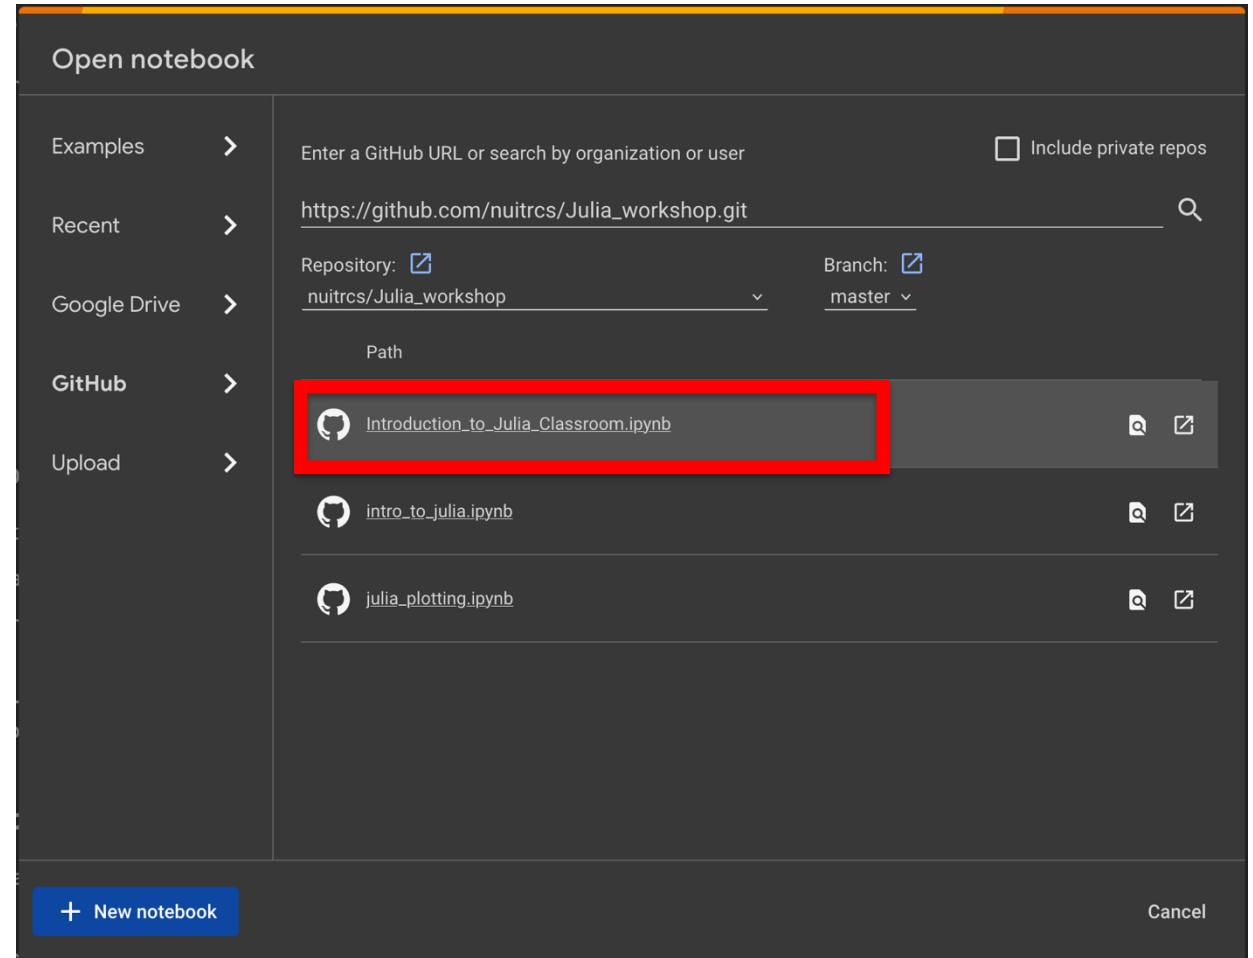 Open notebook
Examples
Recent
Google Drive
GitHub
Upload
Enter a GitHub URL or search by organization or user
Include private repos
https://github.com/nuitrcs/Julia_workshop.git
Repository:
Branch:
nuitrcs/Julia_workshop
master
Path
Introduction_to_Julia_Classroom.ipynb
intro_to_julia.ipynb
julia_plotting.ipynb
+ New notebook
Cancel